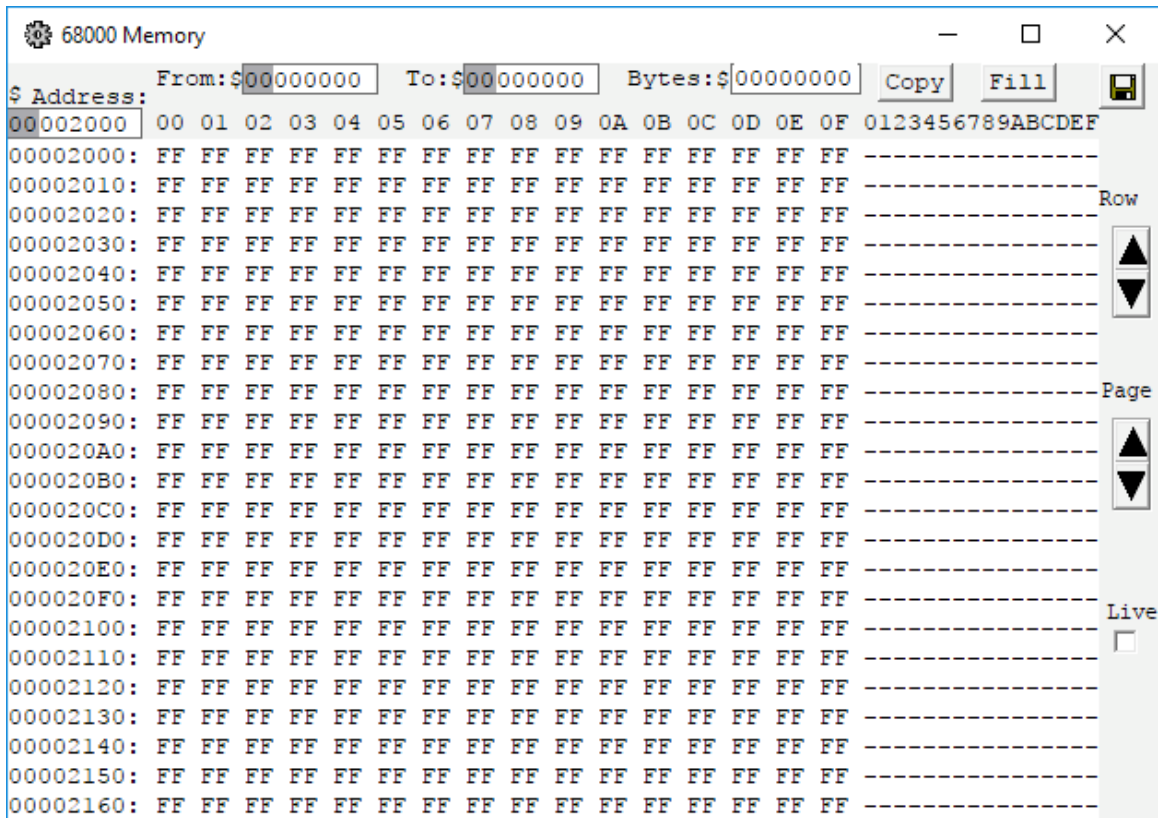 68000 Memory
From:$00000000 To:$00000000 Bytes:$00000000 Copy Fill
$ Address:
00002000 00 01 02 03 04 05 06 07 08 09 0A 0B 0C 0D 0E 0F 0123456789ABCDEF
00002000: FF FF FF FF FF FF FF FF FF FF FF FF FF FF FF FF ----------------
00002010: FF FF FF FF FF FF FF FF FF FF FF FF FF FF FF FF ----------------
Row
00002020: FF FF FF FF FF FF FF FF FF FF FF FF FF FF FF FF ----------------
00002030: FF FF FF FF FF FF FF FF FF FF FF FF FF FF FF FF ----------------
00002040: FF FF FF FF FF FF FF FF FF FF FF FF FF FF FF FF ----------------
00002050: FF FF FF FF FF FF FF FF FF FF FF FF FF FF FF FF ----------------
00002060: FF FF FF FF FF FF FF FF FF FF FF FF FF FF FF FF ----------------
00002070: FF FF FF FF FF FF FF FF FF FF FF FF FF FF FF FF ----------------
00002080: FF FF FF FF FF FF FF FF FF FF FF FF FF FF FF FF ----------------
Page
00002090: FF FF FF FF FF FF FF FF FF FF FF FF FF FF FF FF ----------------
000020A0: FF FF FF FF FF FF FF FF FF FF FF FF FF FF FF FF ----------------
000020B0: FF FF FF FF FF FF FF FF FF FF FF FF FF FF FF FF ----------------
000020C0: FF FF FF FF FF FF FF FF FF FF FF FF FF FF FF FF ----------------
000020D0: FF FF FF FF FF FF FF FF FF FF FF FF FF FF FF FF ----------------
000020E0: FF FF FF FF FF FF FF FF FF FF FF FF FF FF FF FF ----------------
000020F0: FF FF FF FF FF FF FF FF FF FF FF FF FF FF FF FF ----------------
Live
00002100: FF FF FF FF FF FF FF FF FF FF FF FF FF FF FF FF ----------------
00002110: FF FF FF FF FF FF FF FF FF FF FF FF FF FF FF FF ----------------
00002120: FF FF FF FF FF FF FF FF FF FF FF FF FF FF FF FF ----------------
00002130: FF FF FF FF FF FF FF FF FF FF FF FF FF FF FF FF ----------------
00002140: FF FF FF FF FF FF FF FF FF FF FF FF FF FF FF FF ----------------
00002150: FF FF FF FF FF FF FF FF FF FF FF FF FF FF FF FF ----------------
00002160: FF FF FF FF FF FF FF FF FF FF FF FF FF FF FF FF ----------------